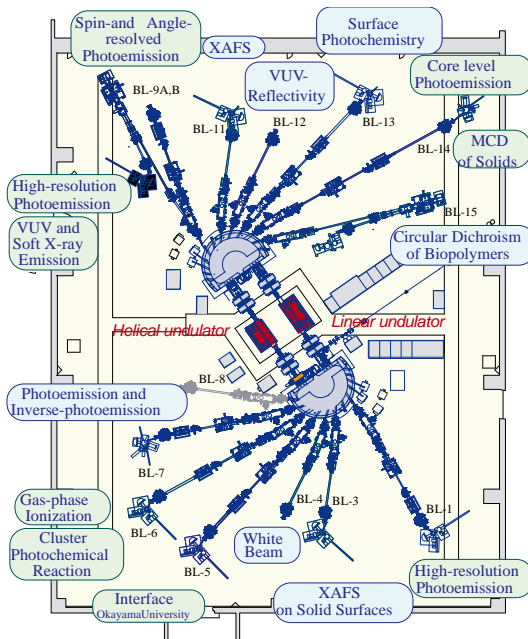 Spin-and Angle-
resolved
Photoemission
XAFS
Surface
Photochemistry
VUV-
Reflectivity
Core level
Photoemission
BL-9A,B
BL-11
BL-12
BL-13
BL-14
MCD
of Solids
High-resolution
Photoemission
BL-15
VUV and
Soft X-ray
Emission
Circular Dichroism
of Biopolymers
Helical undulator
Linear undulator
BL-8
Photoemission and
Inverse-photoemission
BL-7
Gas-phase
Ionization
BL-6
Cluster
Photochemical
Reaction
BL-5
White
Beam
BL-4
BL-3
BL-1
High-resolution
Photoemission
Interface
OkayamaUniversity
XAFS
on Solid Surfaces